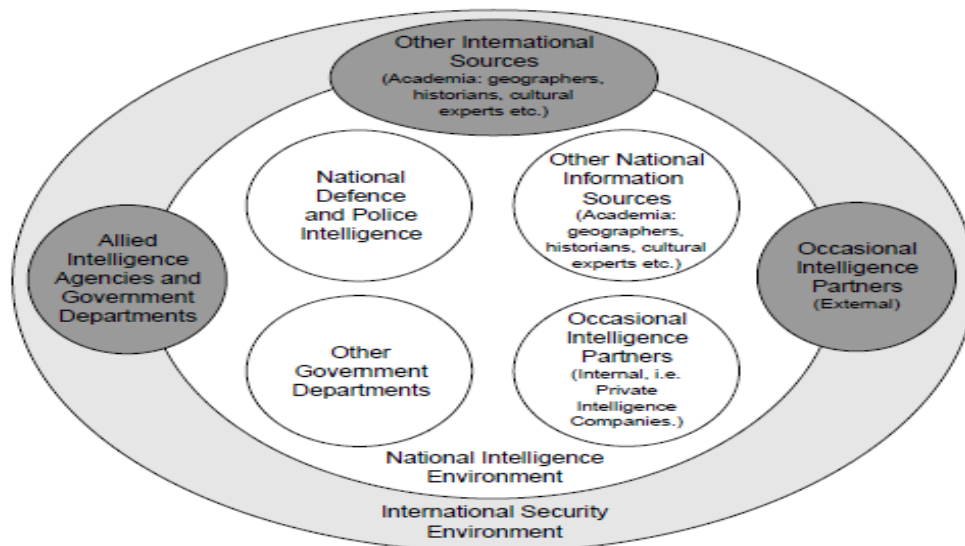 Other International
Sources
(Academia: geographers,
historians, cultural
experts etc.)
National
Defence
and Police
Intelligence
Other National
Information
Sources
(Academia:
geographers,
historians, cultural
experts etc.)
Allied
Intelligence
Agencies and
Government
Departments
Occasional
Intelligence
Partners
(External)
Other
Government
Departments
Occasional
Intelligence
Partners
(Internal, i.e.
Private
Intelligence
Companies.)
National Intelligence
Environment
International Security
Environment